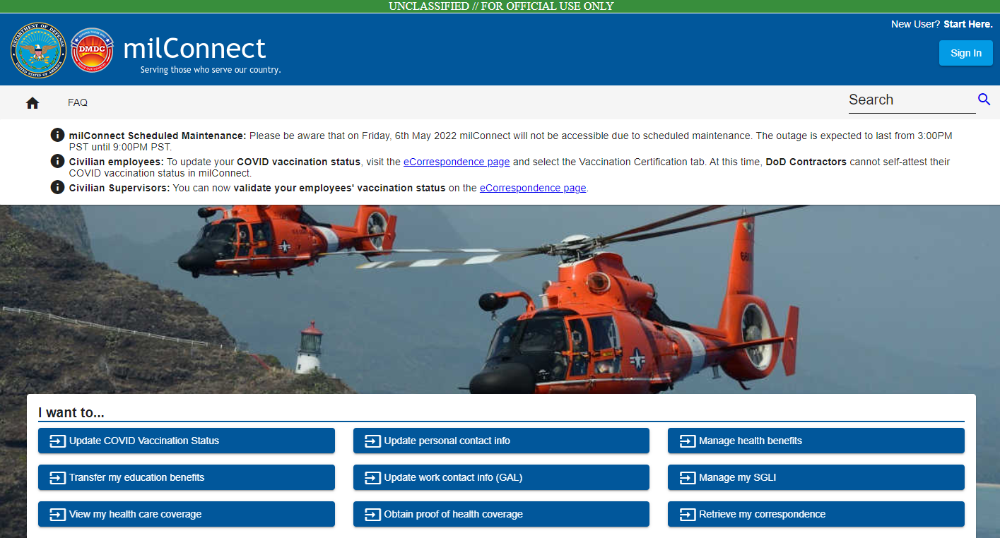 UNCLASSIFIED // FOR OFFICIAL USE ONLY
New User? Start Here.
DEPARTMENT OF DEFENSE
UNITED STATES OF AMERICA
DMDC
milConnect
Serving those who serve our country.
Sign In
FAQ
Search
milConnect Scheduled Maintenance: Please be aware that on Friday, 6th May 2022 milConnect will not be accessible due to scheduled maintenance. The outage is expected to last from 3:00PM
PST until 9:00PM PST.
Civilian employees: To update your COVID vaccination status, visit the eCorrespondence page and select the Vaccination Certification tab. At this time, DoD Contractors cannot self-attest their
COVID vaccination status in milConnect.
Civilian Supervisors: You can now validate your employees' vaccination status on the eCorrespondence page.
I want to...
Update COVID Vaccination Status
Update personal contact info
Manage health benefits
Transfer my education benefits
Update work contact info (GAL)
Manage my SGLI
View my health care coverage
Obtain proof of health coverage
Retrieve my correspondence